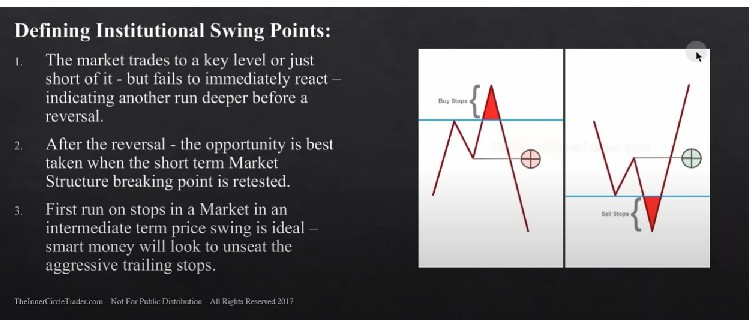 Defining Institutional Swing Points:
1. The market trades to a key level or just
short of it - but fails to immediately react –
indicating another run deeper before a
reversal.
2. After the reversal - the opportunity is best
taken when the short term Market
Structure breaking point is retested.
3. First run on stops in a Market in an
intermediate term price swing is ideal –
smart money will look to unseat the
aggressive trailing stops.
Buy Stops
Sell Stops
TheInnerCircleTrader.com - Not For Public Distribution - All Rights Reserved 2017